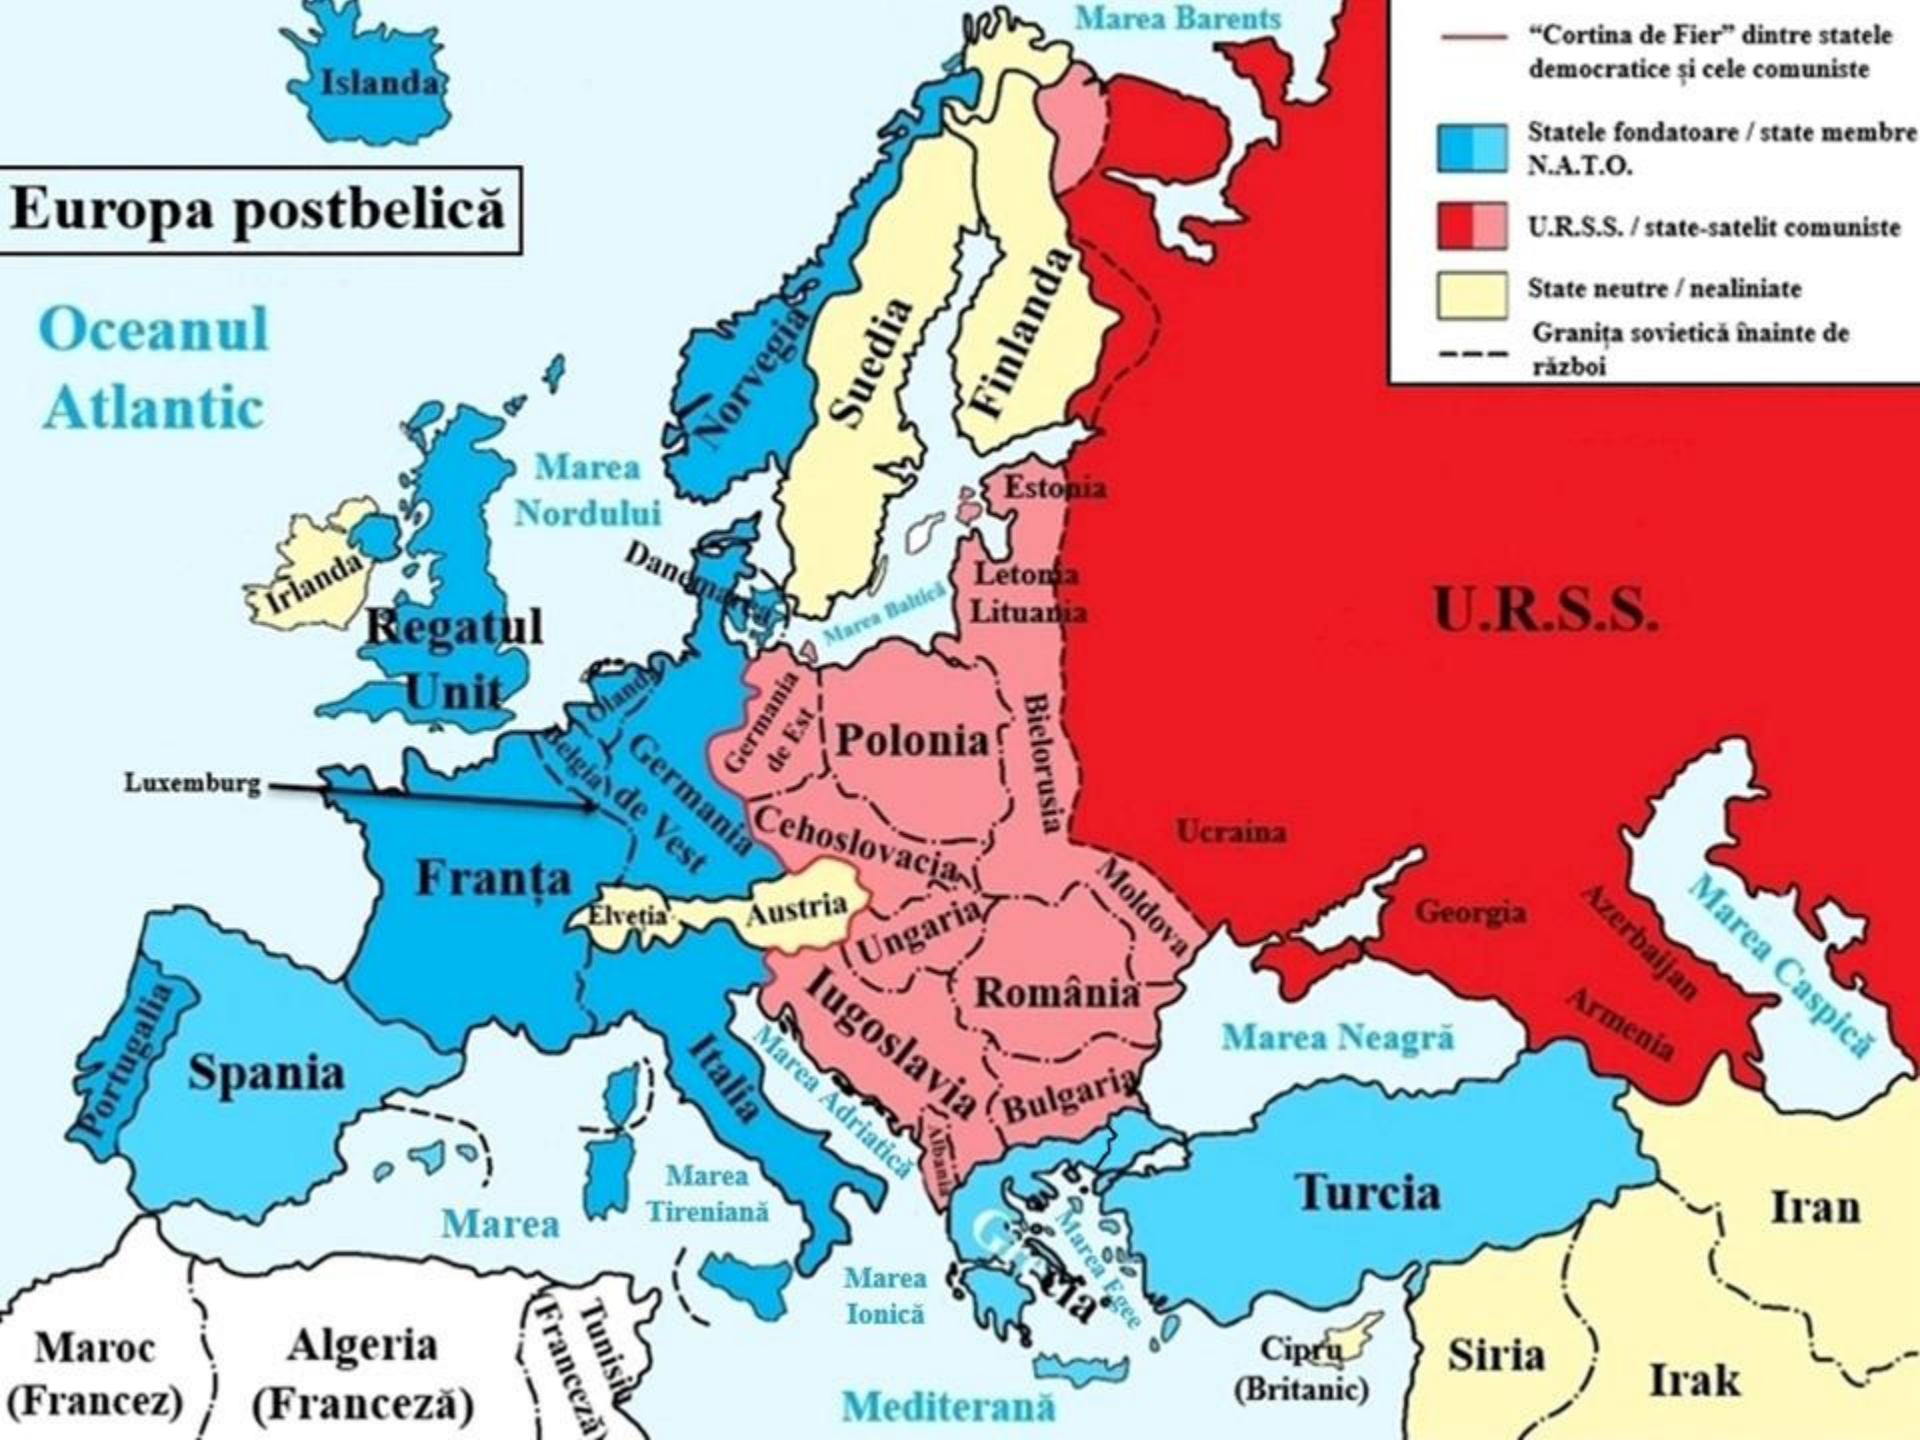 Marea Barents
Islanda
"Cortina de Fier" dintre statele
democratice și cele comuniste
Statele fondatoare / state membre
N.A.T.O.
U.R.S.S. / state-satelit comuniste
State neutre / nealiniate
Granița sovietică înainte de
război
Europa postbelică
Oceanul
Atlantic
Norvegia
Suedia
Finlanda
Marea
Nordului
Estonia
Danemarca
Irlanda
Letonia
Lituania
Marea Baltică
Regatul
Unit
U.R.S.S.
Olanda
Germania
de Est
Polonia
Bielorusia
Belgia
Germania
de Vest
Luxemburg
Cehoslovacia
Ucraina
Franța
Elveția
Austria
Ungaria
Moldova
Georgia
Azerbaijan
Armenia
Marea Caspică
România
Iugoslavia
Marea Neagră
Portugalia
Spania
Italia
Marea Adriatică
Bulgaria
Albania
Marea
Tireniană
Marea
Turcia
Iran
Grecia
Marea Egee
Marea
Ionică
Maroc
(Francez)
Algeria
(Franceză)
Tunisia
(Franceză)
Mediterană
Cipru
(Britanic)
Siria
Irak